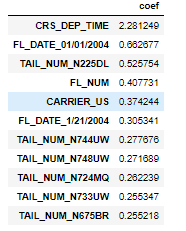 coef
CRS_DEP_TIME 2.281249
FL_DATE_01/01/2004 0.662677
TAIL_NUM_N225DL 0.525754
FL_NUM 0.407731
CARRIER_US 0.374244
FL_DATE_1/21/2004 0.305341
TAIL_NUM_N744UW 0.277676
TAIL_NUM_N748UW 0.271689
TAIL_NUM_N724MQ 0.262239
TAIL_NUM_N733UW 0.255347
TAIL_NUM_N675BR 0.255218